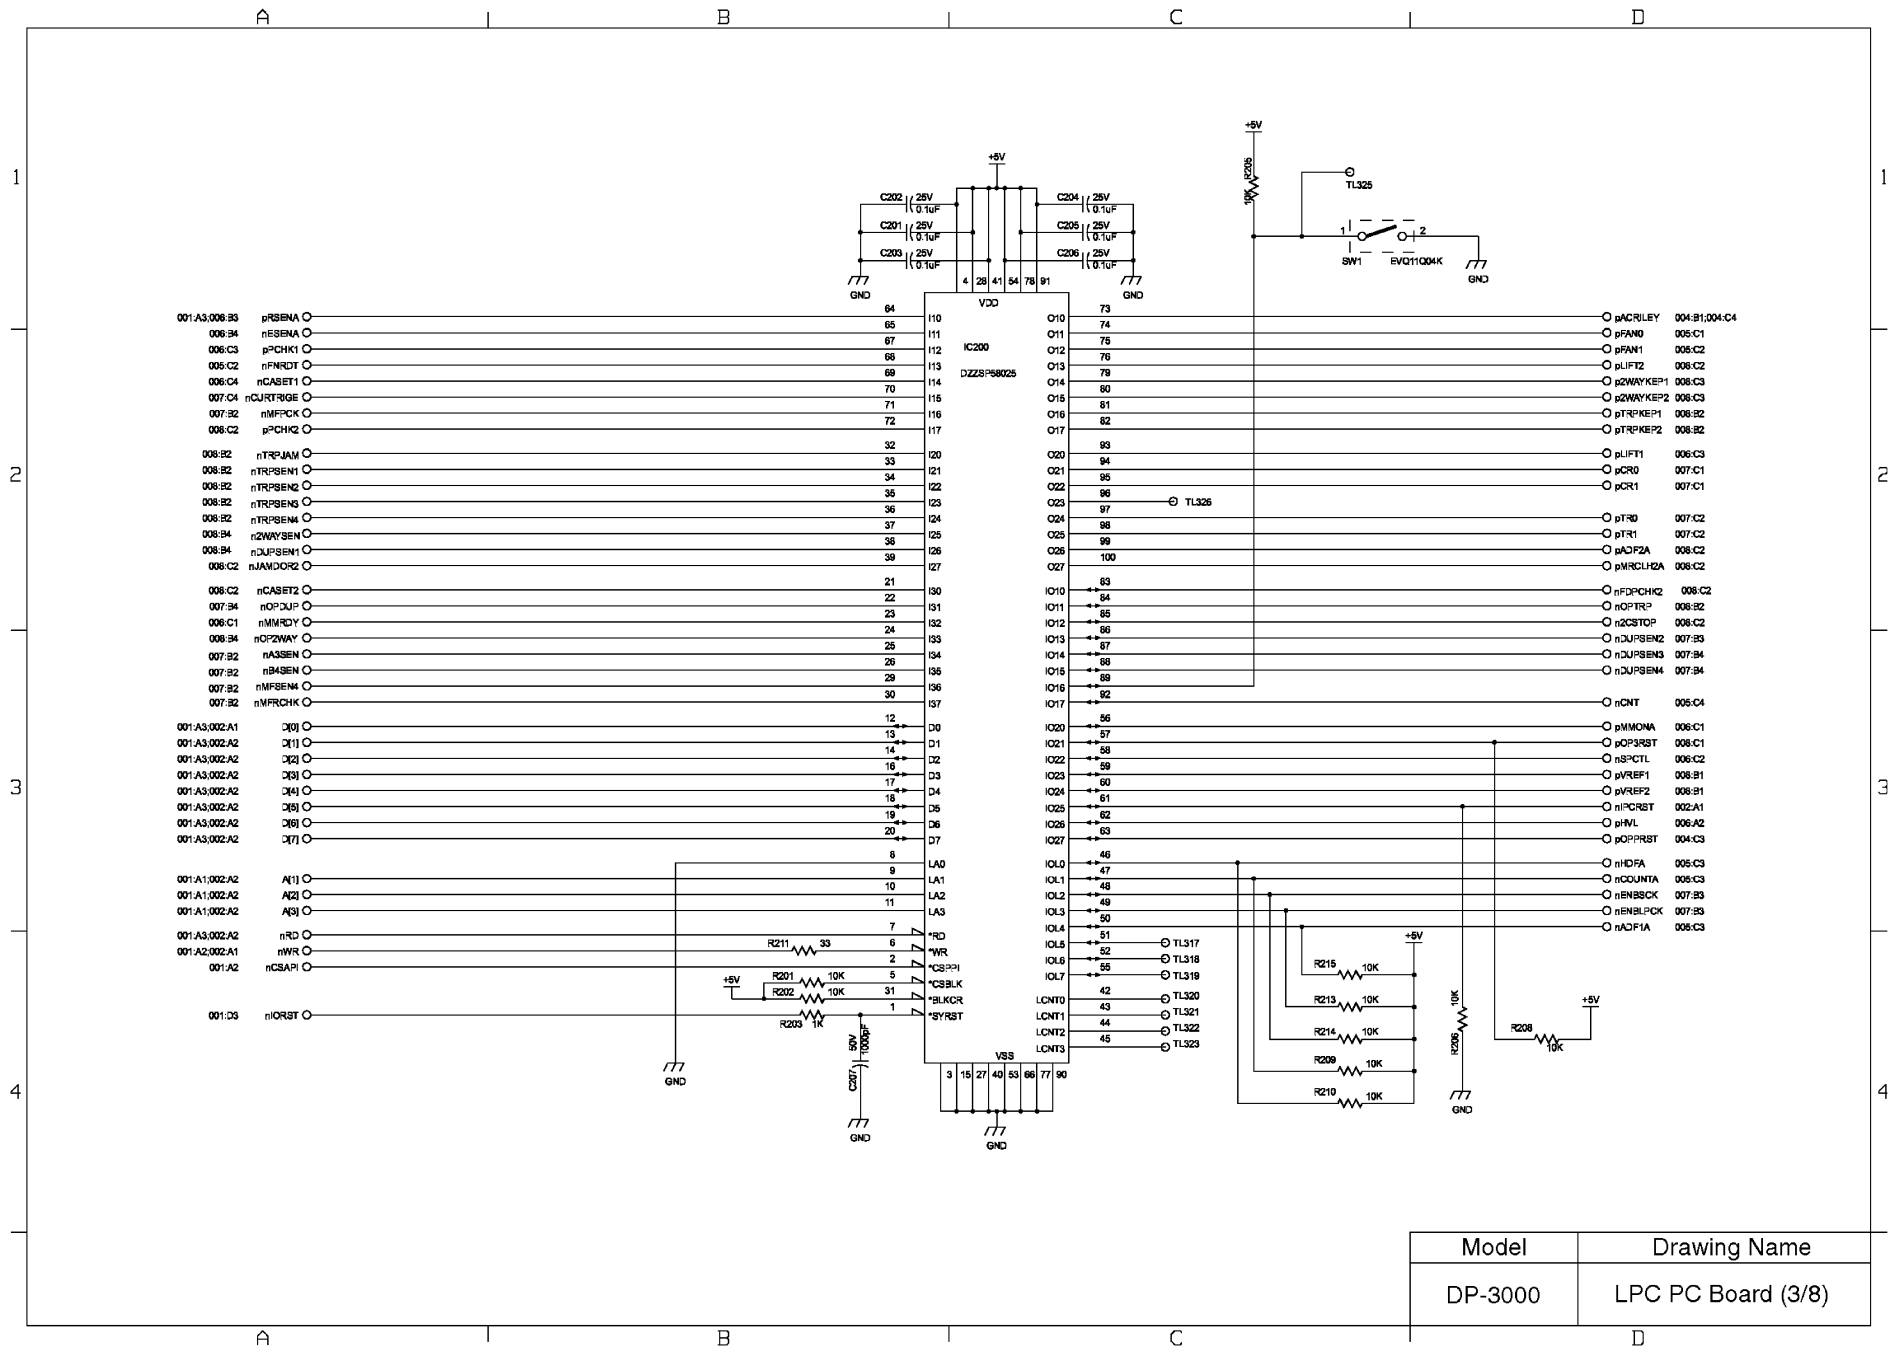 A B C D
+5V
R205 10K
+5V
TL325
C202 25V 0.1uF
C204 25V 0.1uF
C201 25V 0.1uF
C205 25V 0.1uF
1 2
C203 25V 0.1uF
C206 25V 0.1uF
SW1 EVQ11Q04K
GND
GND
GND
4 28 41 54 78 91
VDD
IC200
DZZSP58025
001:A3;006:B3 pRSENA 64 I10 O10 73 pACRILEY 004:B1;004:C4
006:B4 nESENA 65 I11 O11 74 pFAN0 005:C1
006:C3 pPCHK1 67 I12 O12 75 pFAN1 005:C2
005:C2 nFNRDT 68 I13 O13 76 pLIFT2 008:C2
006:C4 nCASET1 69 I14 O14 79 p2WAYKEP1 008:C3
007:C4 nCURTRIGE 70 I15 O15 80 p2WAYKEP2 008:C3
007:B2 nMFPCK 71 I16 O16 81 pTRPKEP1 008:B2
008:C2 pPCHK2 72 I17 O17 82 pTRPKEP2 008:B2
008:B2 nTRPJAM 32 I20 O20 93 pLIFT1 006:C3
008:B2 nTRPSEN1 33 I21 O21 94 pCR0 007:C1
008:B2 nTRPSEN2 34 I22 O22 95 pCR1 007:C1
008:B2 nTRPSEN3 35 I23 O23 96 TL326
008:B2 nTRPSEN4 36 I24 O24 97 pTR0 007:C2
008:B4 n2WAYSEN 37 I25 O25 98 pTR1 007:C2
008:B4 nDUPSEN1 38 I26 O26 99 pADF2A 008:C2
008:C2 nJAMDOR2 39 I27 O27 100 pMRCLH2A 008:C2
008:C2 nCASET2 21 I30 IO10 83 nFDPCHK2 008:C2
007:B4 nOPDUP 22 I31 IO11 84 nOPTRP 008:B2
006:C1 nMMRDY 23 I32 IO12 85 n2CSTOP 008:C2
008:B4 nOP2WAY 24 I33 IO13 86 nDUPSEN2 007:B3
007:B2 nA3SEN 25 I34 IO14 87 nDUPSEN3 007:B4
007:B2 nB4SEN 26 I35 IO15 88 nDUPSEN4 007:B4
007:B2 nMFSEN4 29 I36 IO16 89
007:B2 nMFRCHK 30 I37 IO17 92 nCNT 005:C4
001:A3;002:A1 D[0] 12 D0 IO20 56 pMMONA 006:C1
001:A3;002:A2 D[1] 13 D1 IO21 57 pOP3RST 008:C1
001:A3;002:A2 D[2] 14 D2 IO22 58 nSPCTL 006:C2
001:A3;002:A2 D[3] 16 D3 IO23 59 pVREF1 008:B1
001:A3;002:A2 D[4] 17 D4 IO24 60 pVREF2 008:B1
001:A3;002:A2 D[5] 18 D5 IO25 61 nIPCRST 002:A1
001:A3;002:A2 D[6] 19 D6 IO26 62 pHVL 006:A2
001:A3;002:A2 D[7] 20 D7 IO27 63 pOPPRST 004:C3
8 LA0 IOL0 46 nHDFA 005:C3
001:A1;002:A2 A[1] 9 LA1 IOL1 47 nCOUNTA 005:C3
001:A1;002:A2 A[2] 10 LA2 IOL2 48 nENBSCK 007:B3
001:A1;002:A2 A[3] 11 LA3 IOL3 49 nENBLPCK 007:B3
001:A3;002:A2 nRD 7 *RD IOL4 50 nADF1A 005:C3
001:A2;002:A1 nWR R211 33 6 *WR IOL5 51 TL317
001:A2 nCSAPI 2 *CSPPI IOL6 52 TL318
+5V R201 10K 5 *CSBLK IOL7 55 TL319
R202 10K 31 *BLKCR LCNT0 42 TL320
001:D3 nIORST R203 1K 1 *SYRST LCNT1 43 TL321
LCNT2 44 TL322
LCNT3 45 TL323
+5V
R215 10K
R213 10K
R214 10K
R209 10K
R210 10K
10K R206
GND
+5V
R208 10K
C207 50V 1000pF
GND
GND
VSS
3 15 27 40 53 66 77 90
GND
1 1
2 2
3 3
4 4
Model Drawing Name
DP-3000 LPC PC Board (3/8)
A B C D